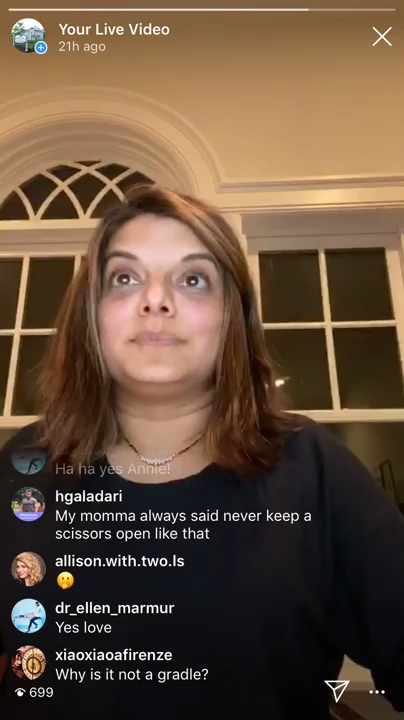 Your Live Video
21h ago
Ha ha yes Annie!
hgaladari
My momma always said never keep a
scissors open like that
allison.with.two.ls
🤫
dr_ellen_marmur
Yes love
xiaoxiaoafirenze
Why is it not a gradle?
699